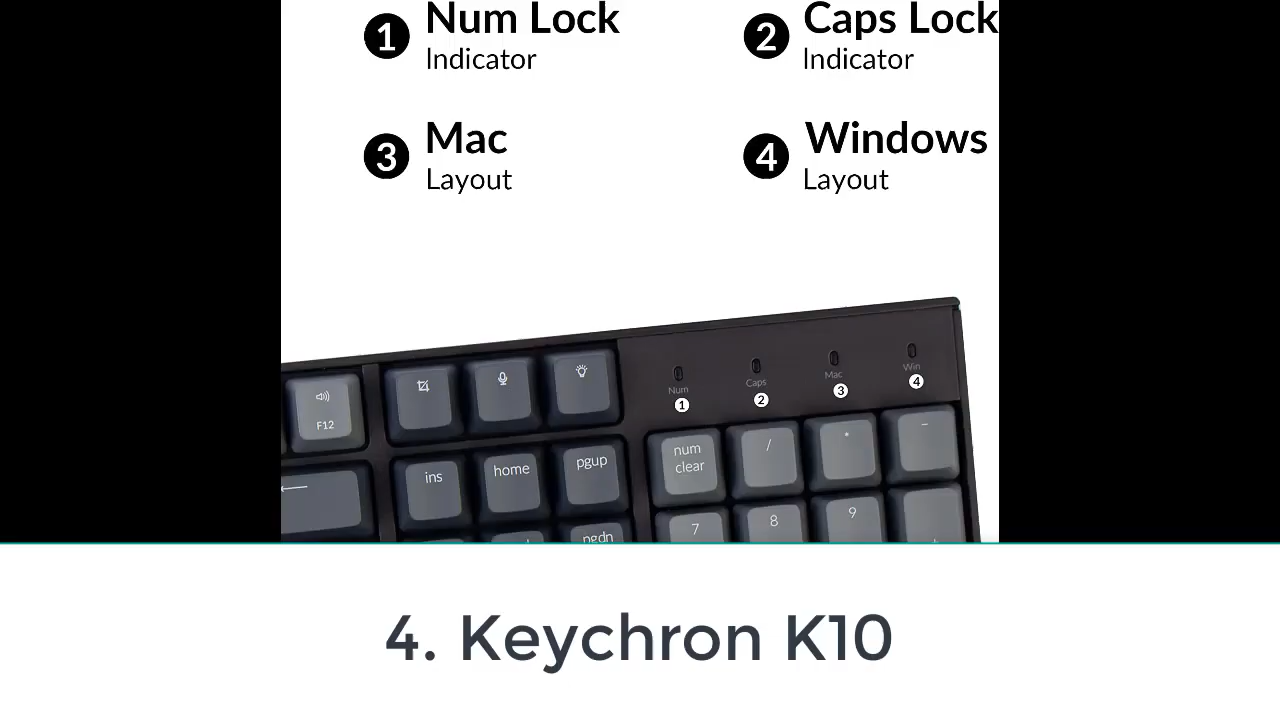 1 Num Lock
Indicator
2 Caps Lock
Indicator
3 Mac
Layout
4 Windows
Layout
Num
1
Caps
2
Mac
3
Win
4
F12
ins
home
pgup
pgdn
num
clear
/
*
-
7
8
9
4. Keychron K10